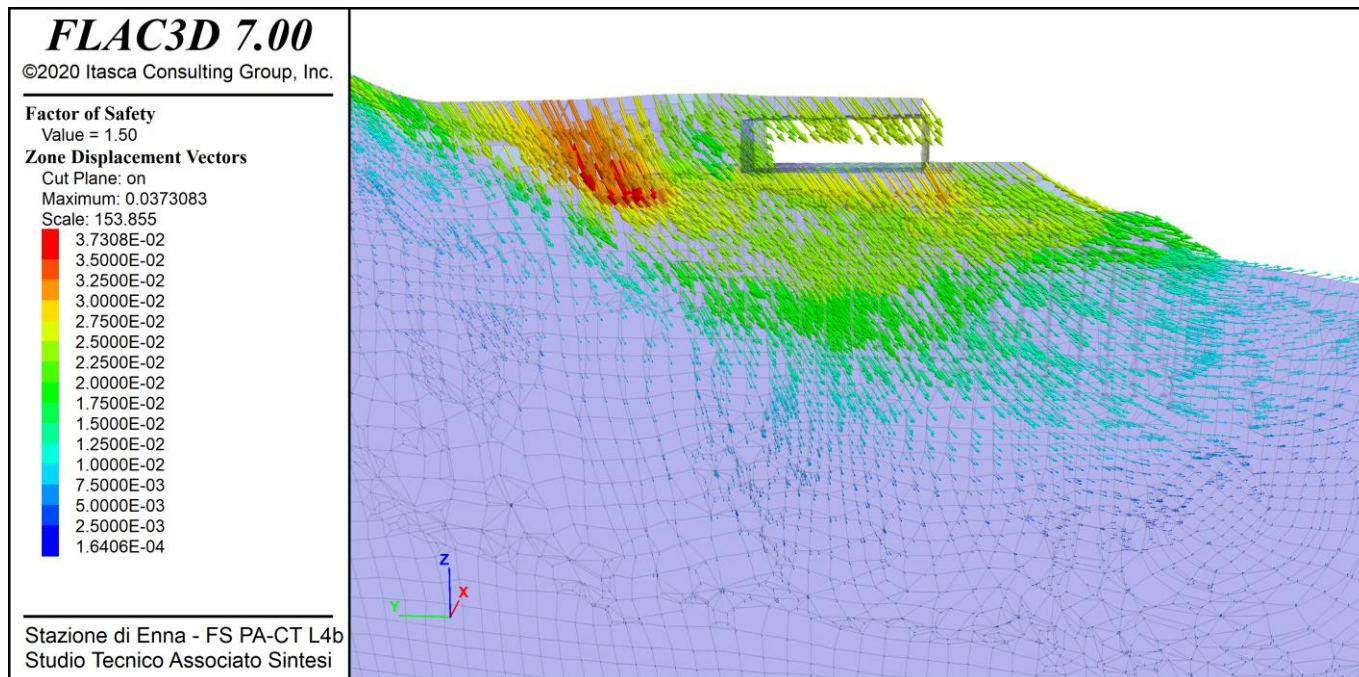 FLAC3D 7.00
©2020 Itasca Consulting Group, Inc.
Factor of Safety
Value = 1.50
Zone Displacement Vectors
Cut Plane: on
Maximum: 0.0373083
Scale: 153.855
3.7308E-02
3.5000E-02
3.2500E-02
3.0000E-02
2.7500E-02
2.5000E-02
2.2500E-02
2.0000E-02
1.7500E-02
1.5000E-02
1.2500E-02
1.0000E-02
7.5000E-03
5.0000E-03
2.5000E-03
1.6406E-04
Stazione di Enna - FS PA-CT L4b
Studio Tecnico Associato Sintesi
Z
X
Y